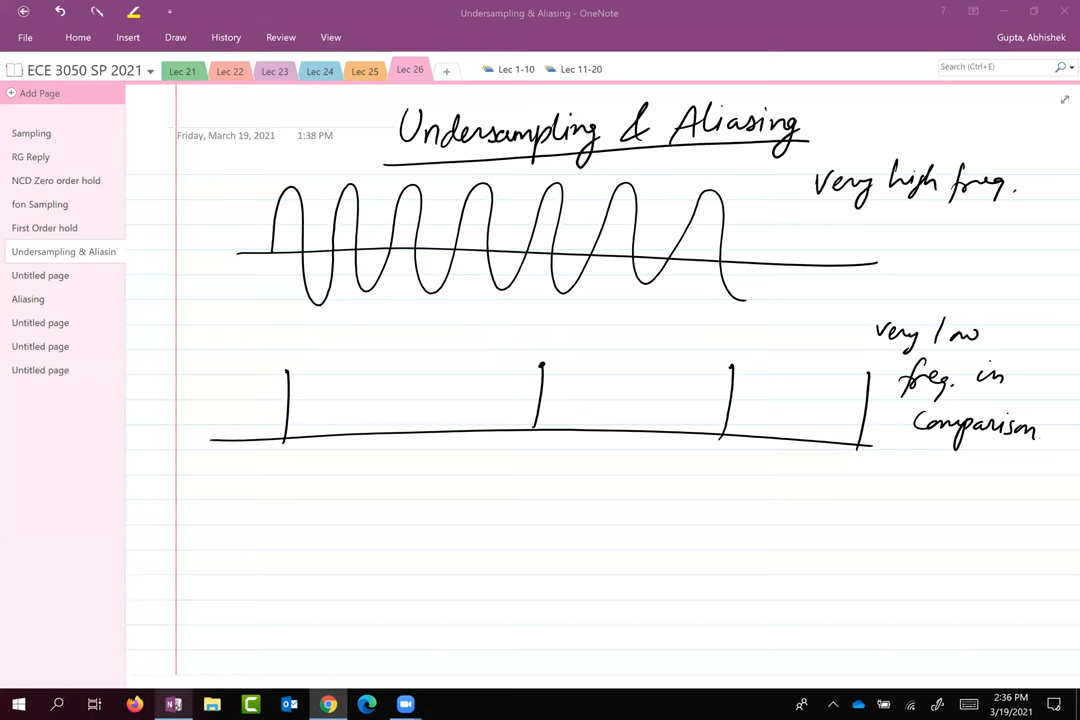 Undersampling & Aliasing - OneNote
?
File
Home
Insert
Draw
History
Review
View
Gupta, Abhishek
ECE 3050 SP 2021
Lec 21
Lec 22
Lec 23
Lec 24
Lec 25
Lec 26
+
Lec 1-10
Lec 11-20
Search (Ctrl+E)
Add Page
Sampling
RG Reply
NCD Zero order hold
fon Sampling
First Order hold
Undersampling & Aliasin
Untitled page
Aliasing
Untitled page
Untitled page
Untitled page
Friday, March 19, 2021
1:38 PM
Undersampling & Aliasing
Very high freq.
very low
freq. in
Comparison.
2:36 PM
3/19/2021